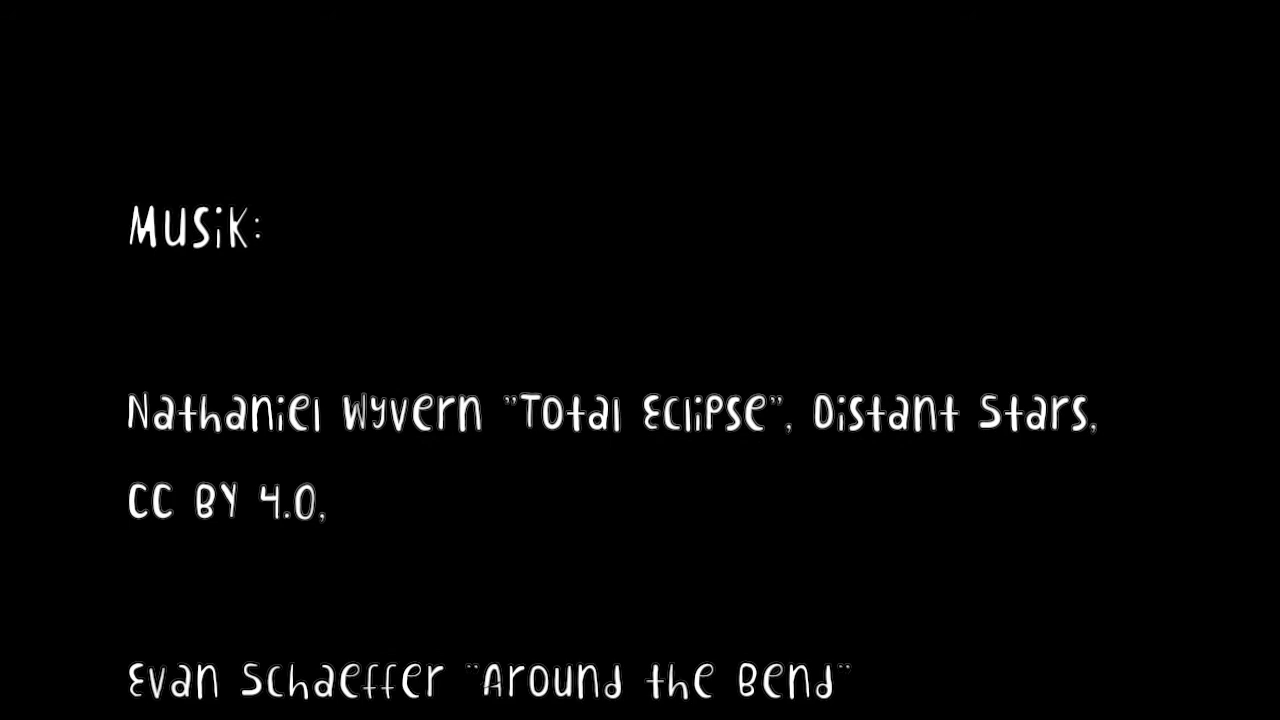 Musik:
Nathaniel Wyvern "Total Eclipse", Distant Stars,
CC BY 4.0,
Evan Schaeffer "Around the Bend"